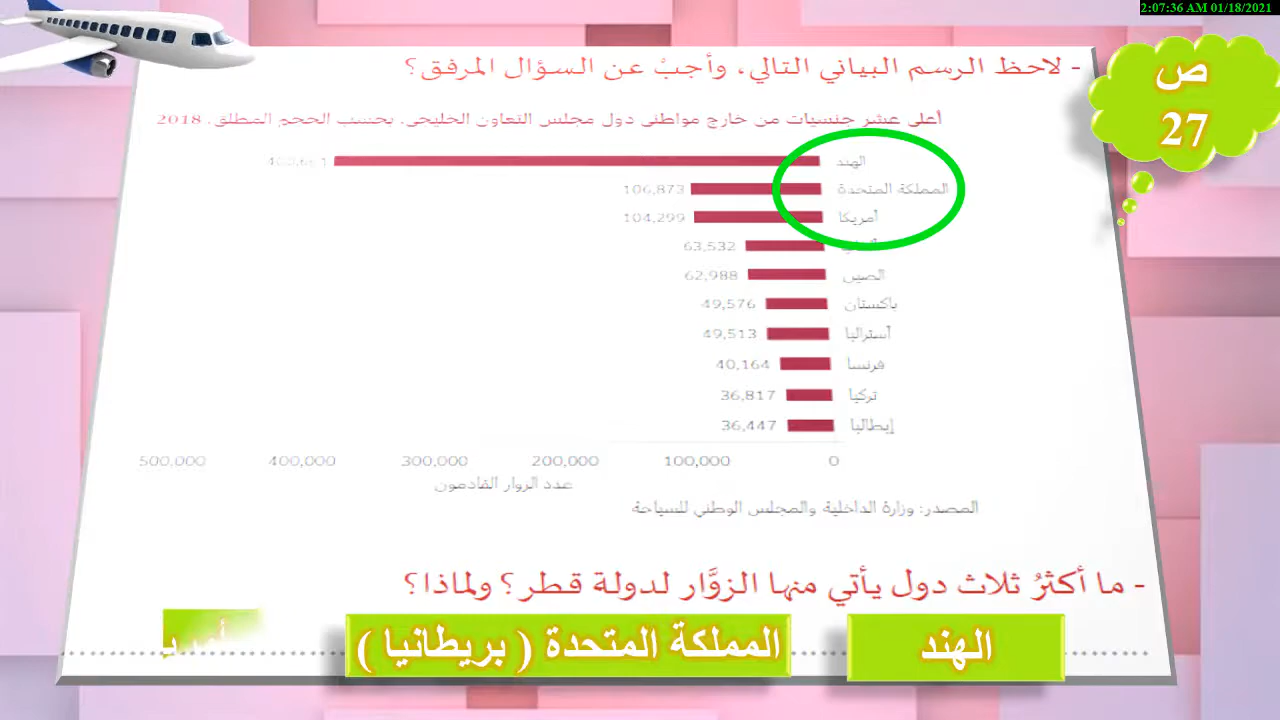 2:07:36 AM 01/18/2021
ص
27
- لاحظ الرسم البياني التالي، وأجبْ عن السؤال المرفق؟
أعلى عشر جنسيات من خارج مواطني دول مجلس التعاون الخليجي، بحسب الحجم المطلق، 2018
الهند
المملكة المتحدة 106,873
أمريكا 104,299
63,532
الصين 62,988
باكستان 49,576
أستراليا 49,513
فرنسا 40,164
تركيا 36,817
إيطاليا 36,447
0 100,000 200,000 300,000 400,000 500,000
عدد الزوار القادمون
المصدر: وزارة الداخلية والمجلس الوطني للسياحة
- ما أكثرُ ثلاث دول يأتي منها الزوَّار لدولة قطر؟ ولماذا؟
الهند المملكة المتحدة ( بريطانيا )